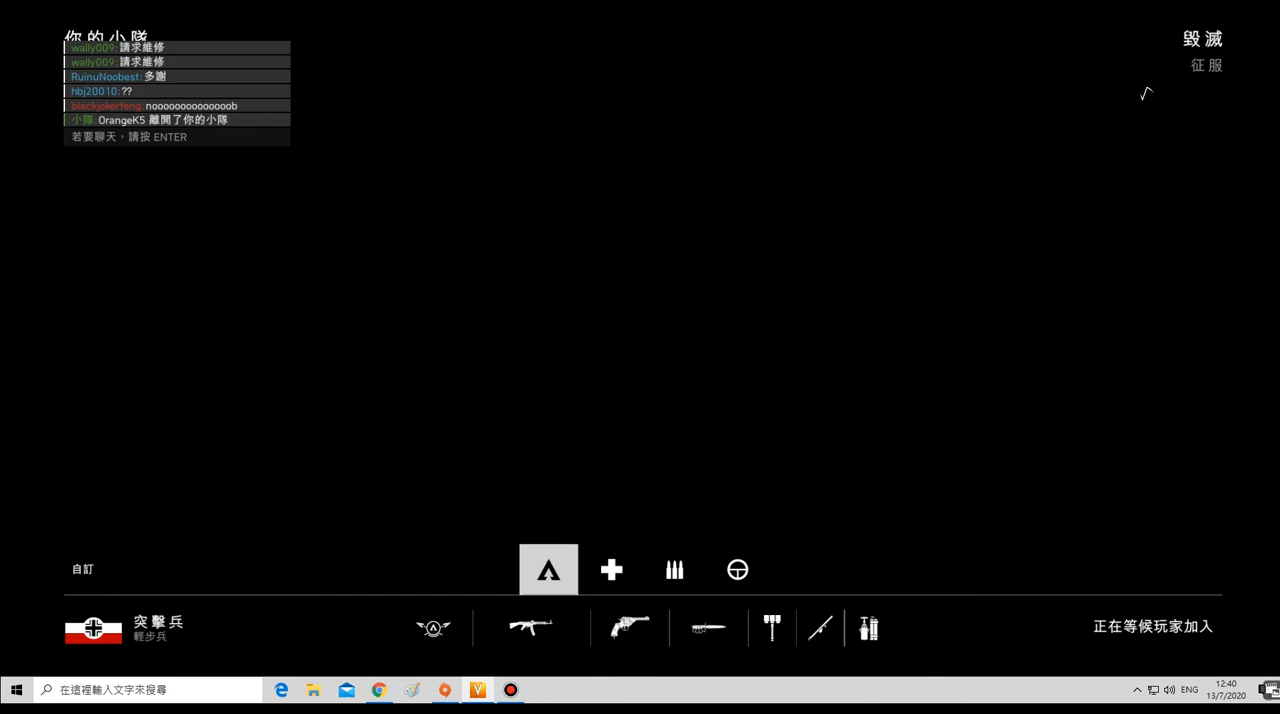 你的小隊
wally009: 請求維修
wally009: 請求維修
RuinuNoobest: 多謝
hbj20010: ??
blackjokerfeng: noooooooooooooob
小隊: OrangeK5 離開了你的小隊
若要聊天，請按 ENTER
毀滅
征服
自訂
突擊兵
輕步兵
正在等候玩家加入
在這裡輸入文字來搜尋
ENG
12:40
13/7/2020